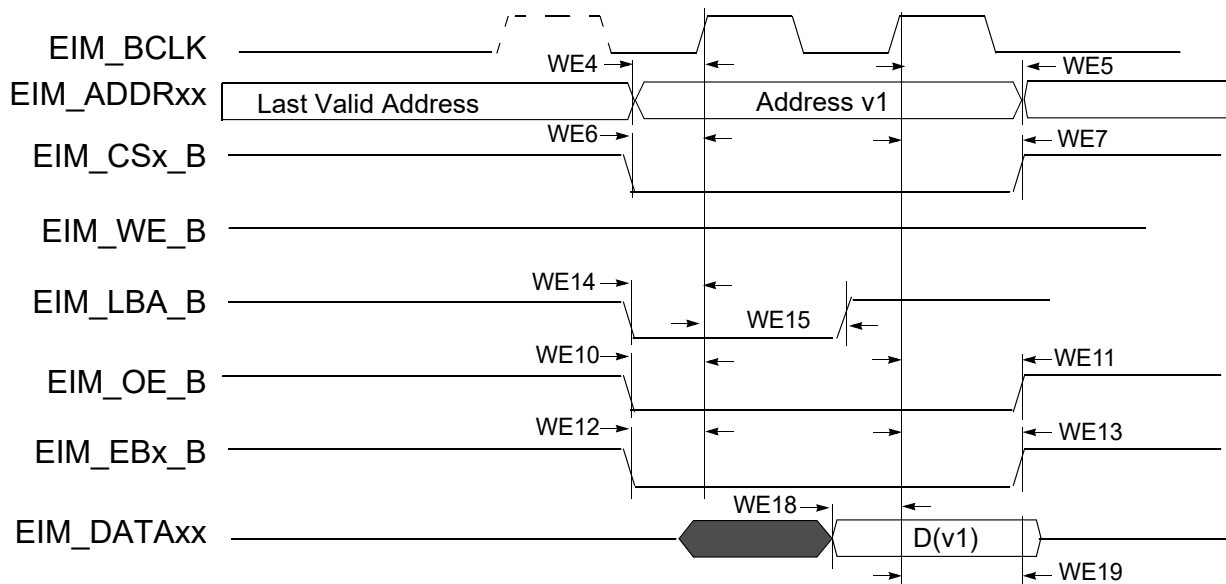 EIM_BCLK
WE4
WE5
EIM_ADDRxx
Last Valid Address
Address v1
WE6
WE7
EIM_CSx_B
EIM_WE_B
WE14
EIM_LBA_B
WE15
WE10
WE11
EIM_OE_B
WE12
WE13
EIM_EBx_B
WE18
EIM_DATAxx
D(v1)
WE19